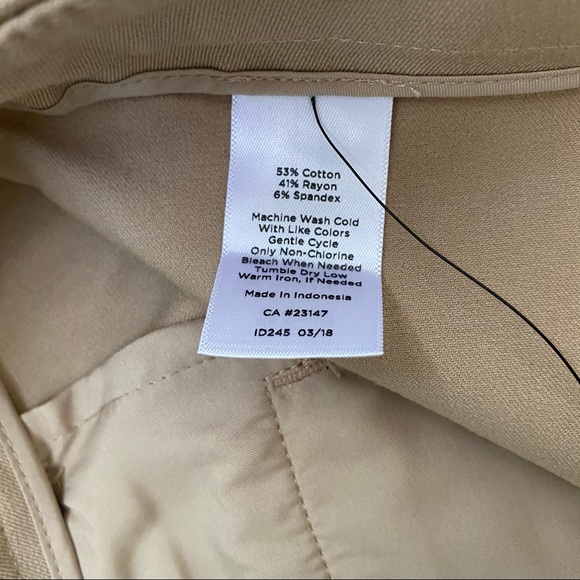 53% Cotton
41% Rayon
6% Spandex
Machine Wash Cold
With Like Colors
Gentle Cycle
Only Non-Chlorine
Bleach When Needed
Tumble Dry Low
Warm Iron, If Needed
Made In Indonesia
CA #23147
ID245 03/18